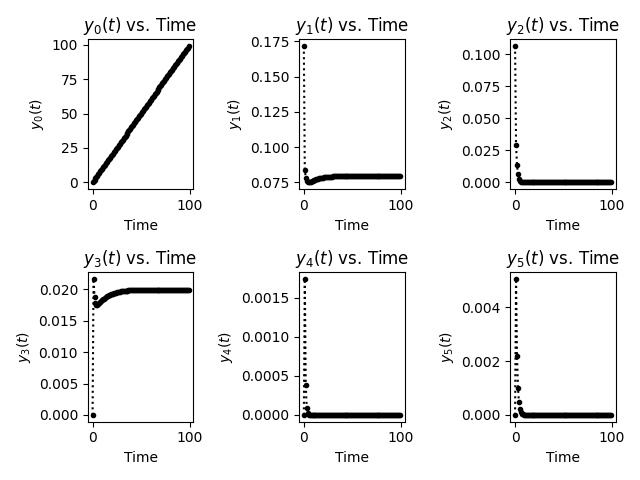 y₀(t) vs. Time
100
75
50
25
0
y₀(t)
0 100
Time
y₁(t) vs. Time
0.175
0.150
0.125
0.100
0.075
y₁(t)
0 100
Time
y₂(t) vs. Time
0.100
0.075
0.050
0.025
0.000
y₂(t)
0 100
Time
y₃(t) vs. Time
0.020
0.015
0.010
0.005
0.000
y₃(t)
0 100
Time
y₄(t) vs. Time
0.0015
0.0010
0.0005
0.0000
y₄(t)
0 100
Time
y₅(t) vs. Time
0.004
0.002
0.000
y₅(t)
0 100
Time